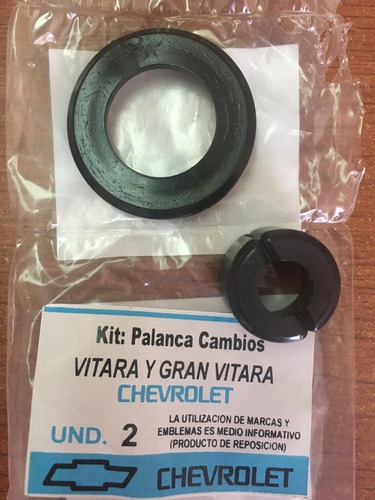 Kit: Palanca Cambios
VITARA Y GRAN VITARA
CHEVROLET
UND. 2
LA UTILIZACION DE MARCAS Y
EMBLEMAS ES MEDIO INFORMATIVO
(PRODUCTO DE REPOSICION)
CHEVROLET